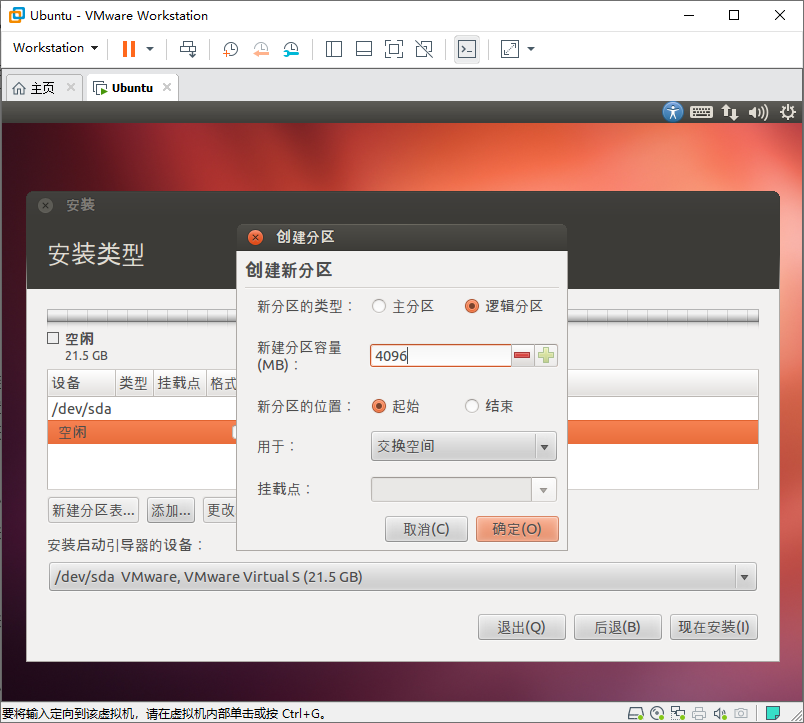 Ubuntu - VMware Workstation
Workstation
主页
Ubuntu
安装
安装类型
创建分区
创建新分区
新分区的类型： 主分区 逻辑分区
新建分区容量
(MB)： 4096
新分区的位置： 起始 结束
用于： 交换空间
挂载点：
取消(C) 确定(O)
空闲
21.5 GB
设备 类型 挂载点 格式
/dev/sda
空闲
新建分区表... 添加... 更改
安装启动引导器的设备：
/dev/sda VMware, VMware Virtual S (21.5 GB)
退出(Q) 后退(B) 现在安装(I)
要将输入定向到该虚拟机，请在虚拟机内部单击或按 Ctrl+G。